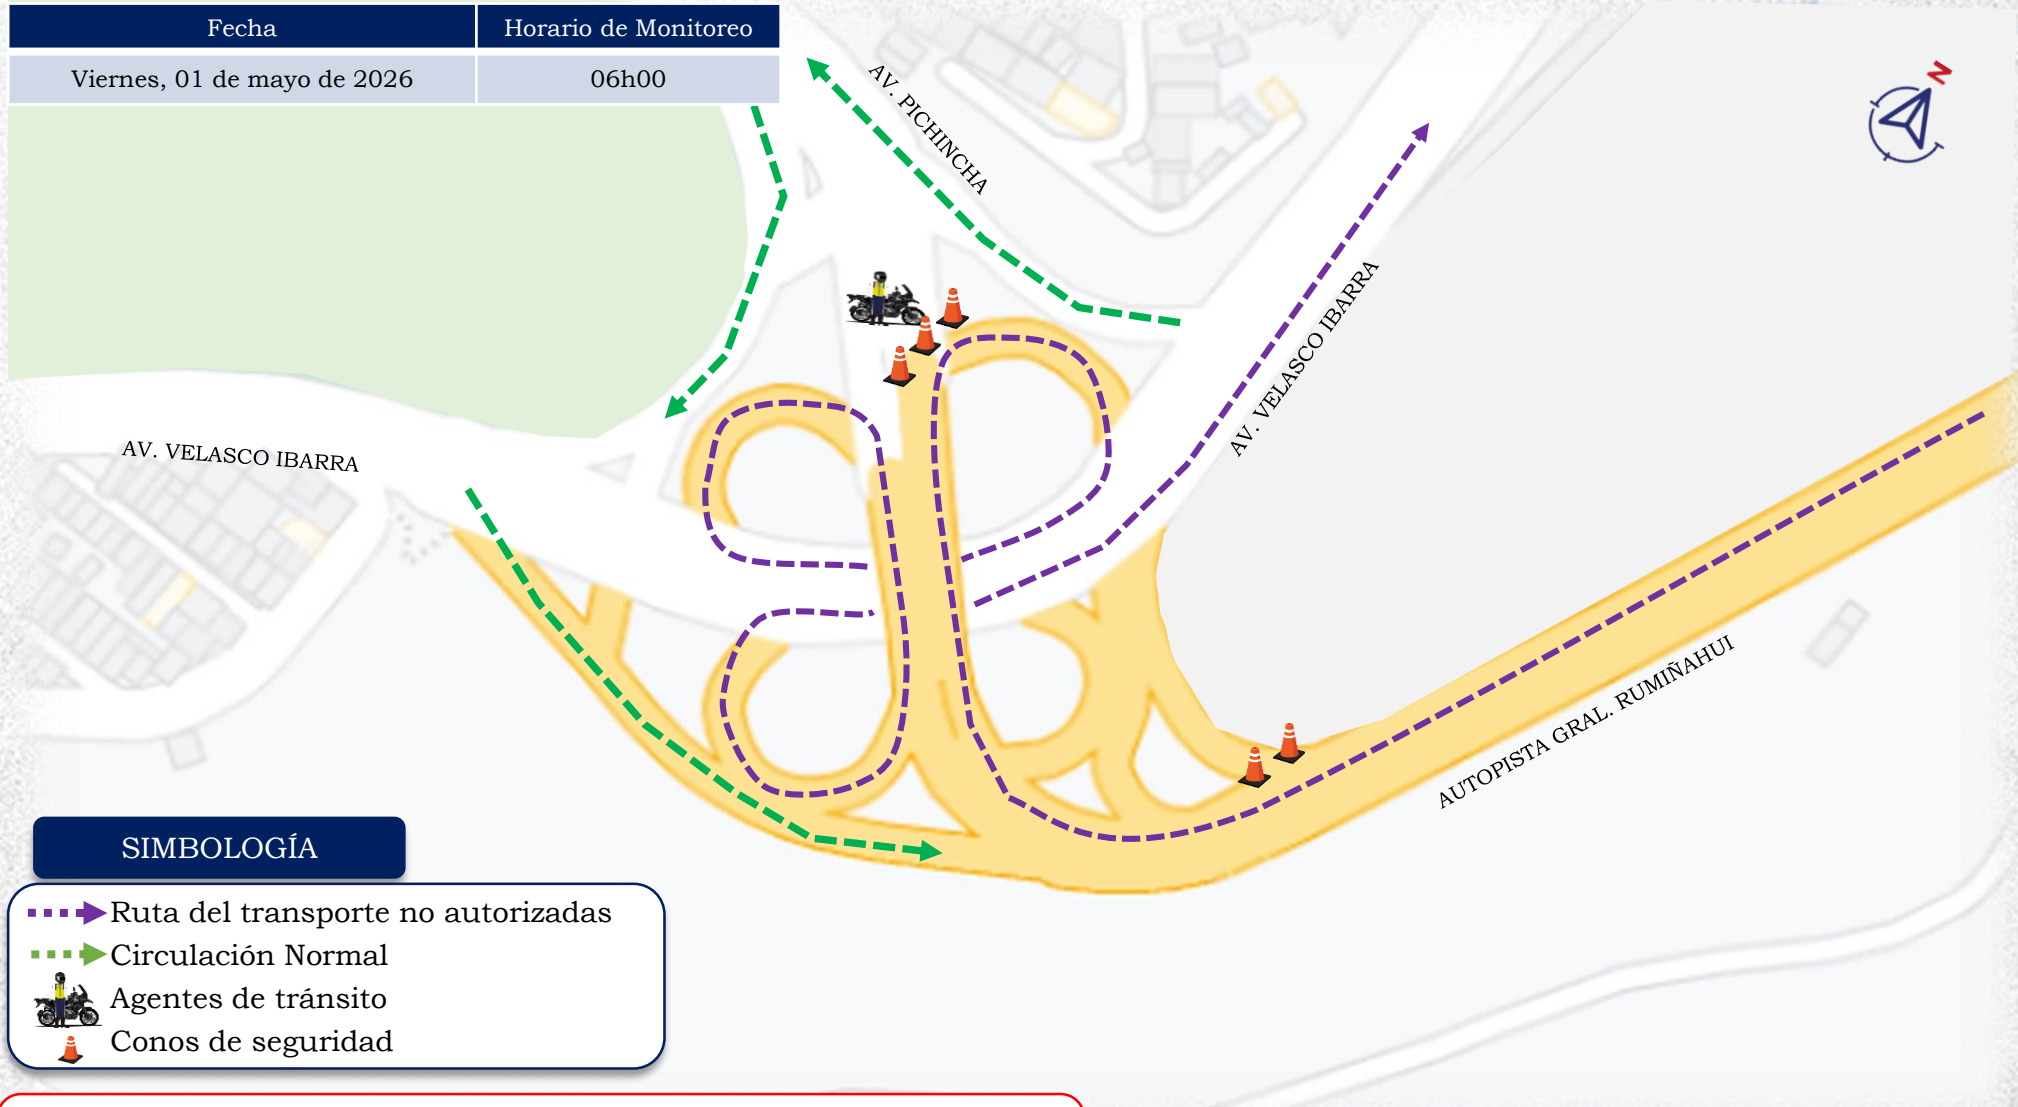 Fecha
Horario de Monitoreo
Viernes, 01 de mayo de 2026
06h00
AV. PICHINCHA
N
AV. VELASCO IBARRA
AV. VELASCO IBARRA
AUTOPISTA GRAL. RUMIÑAHUI
SIMBOLOGÍA
Ruta del transporte no autorizadas
Circulación Normal
Agentes de tránsito
Conos de seguridad